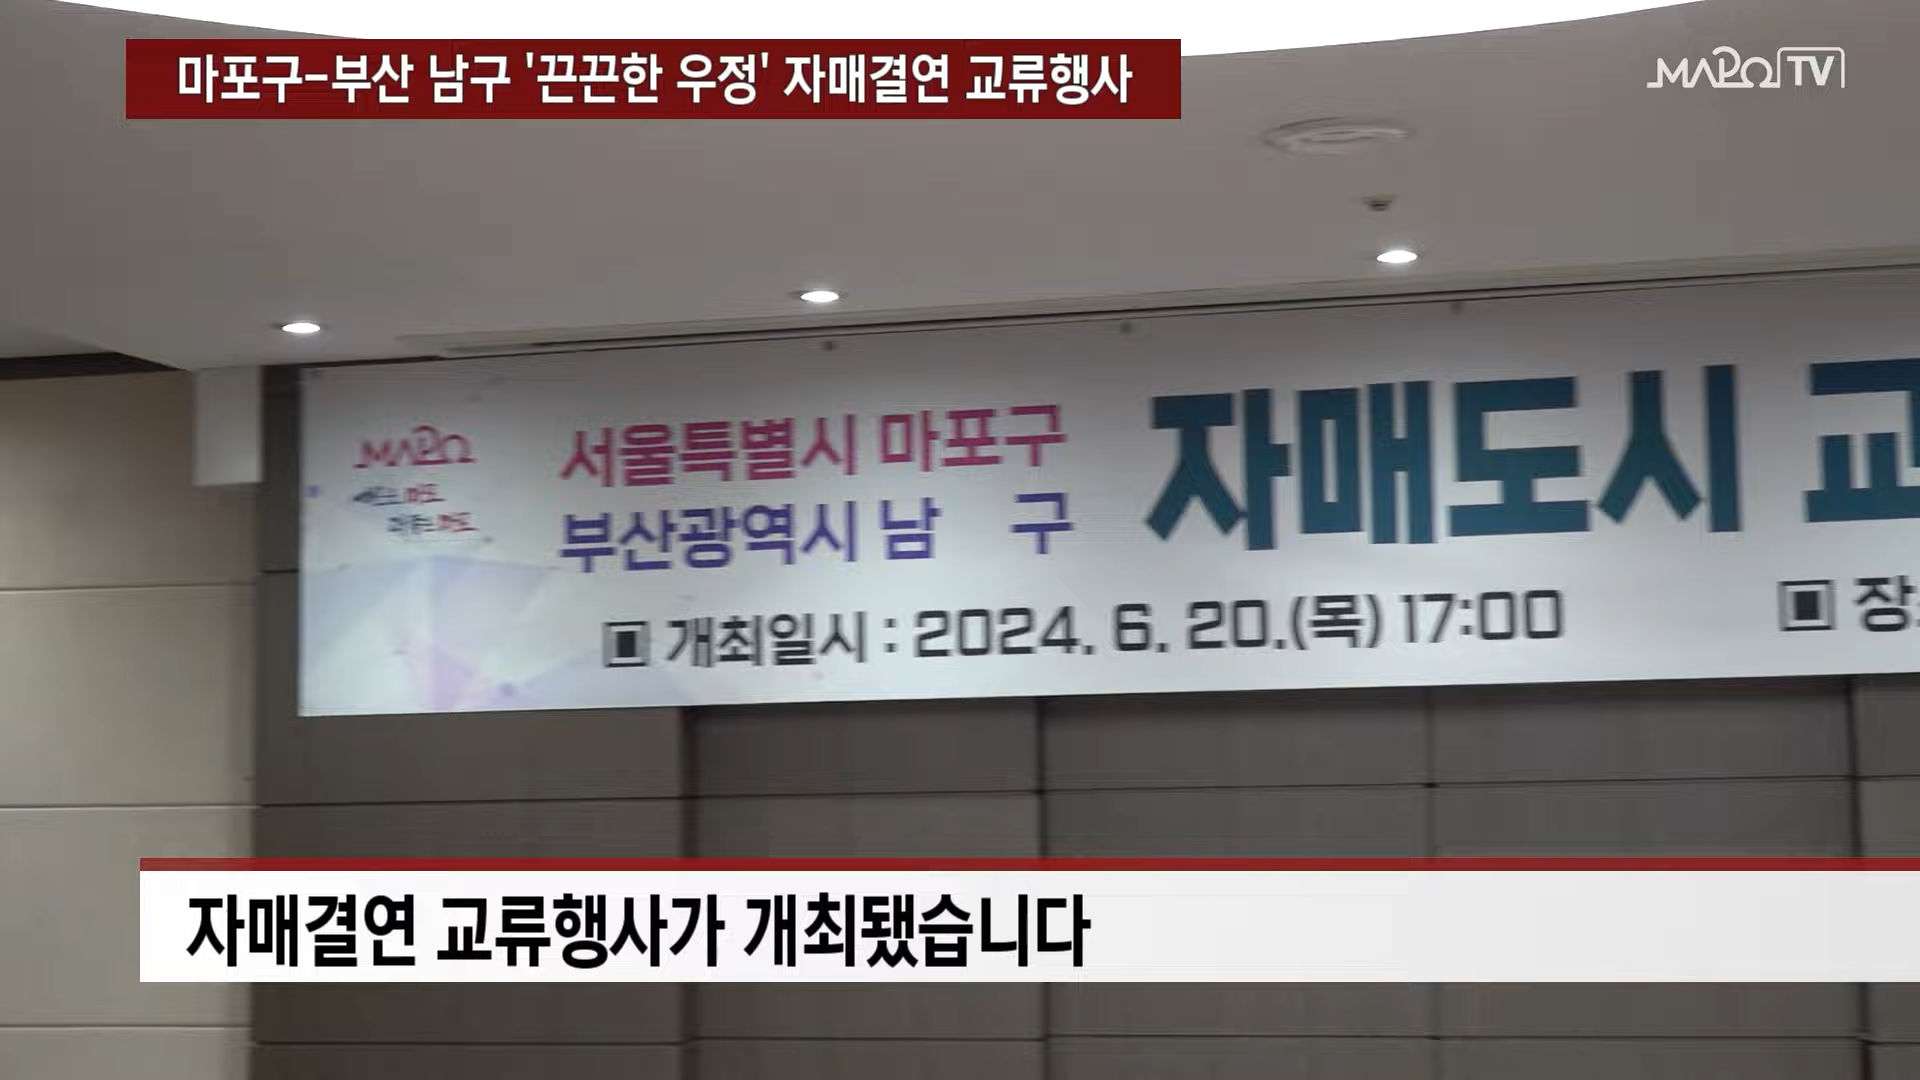 마포구-부산 남구 '끈끈한 우정' 자매결연 교류행사
MAPO TV
MAPO
서울특별시 마포구
부산광역시 남 구
자매도시 교
▣ 개최일시 : 2024. 6. 20.(목) 17:00
▣ 장
자매결연 교류행사가 개최됐습니다